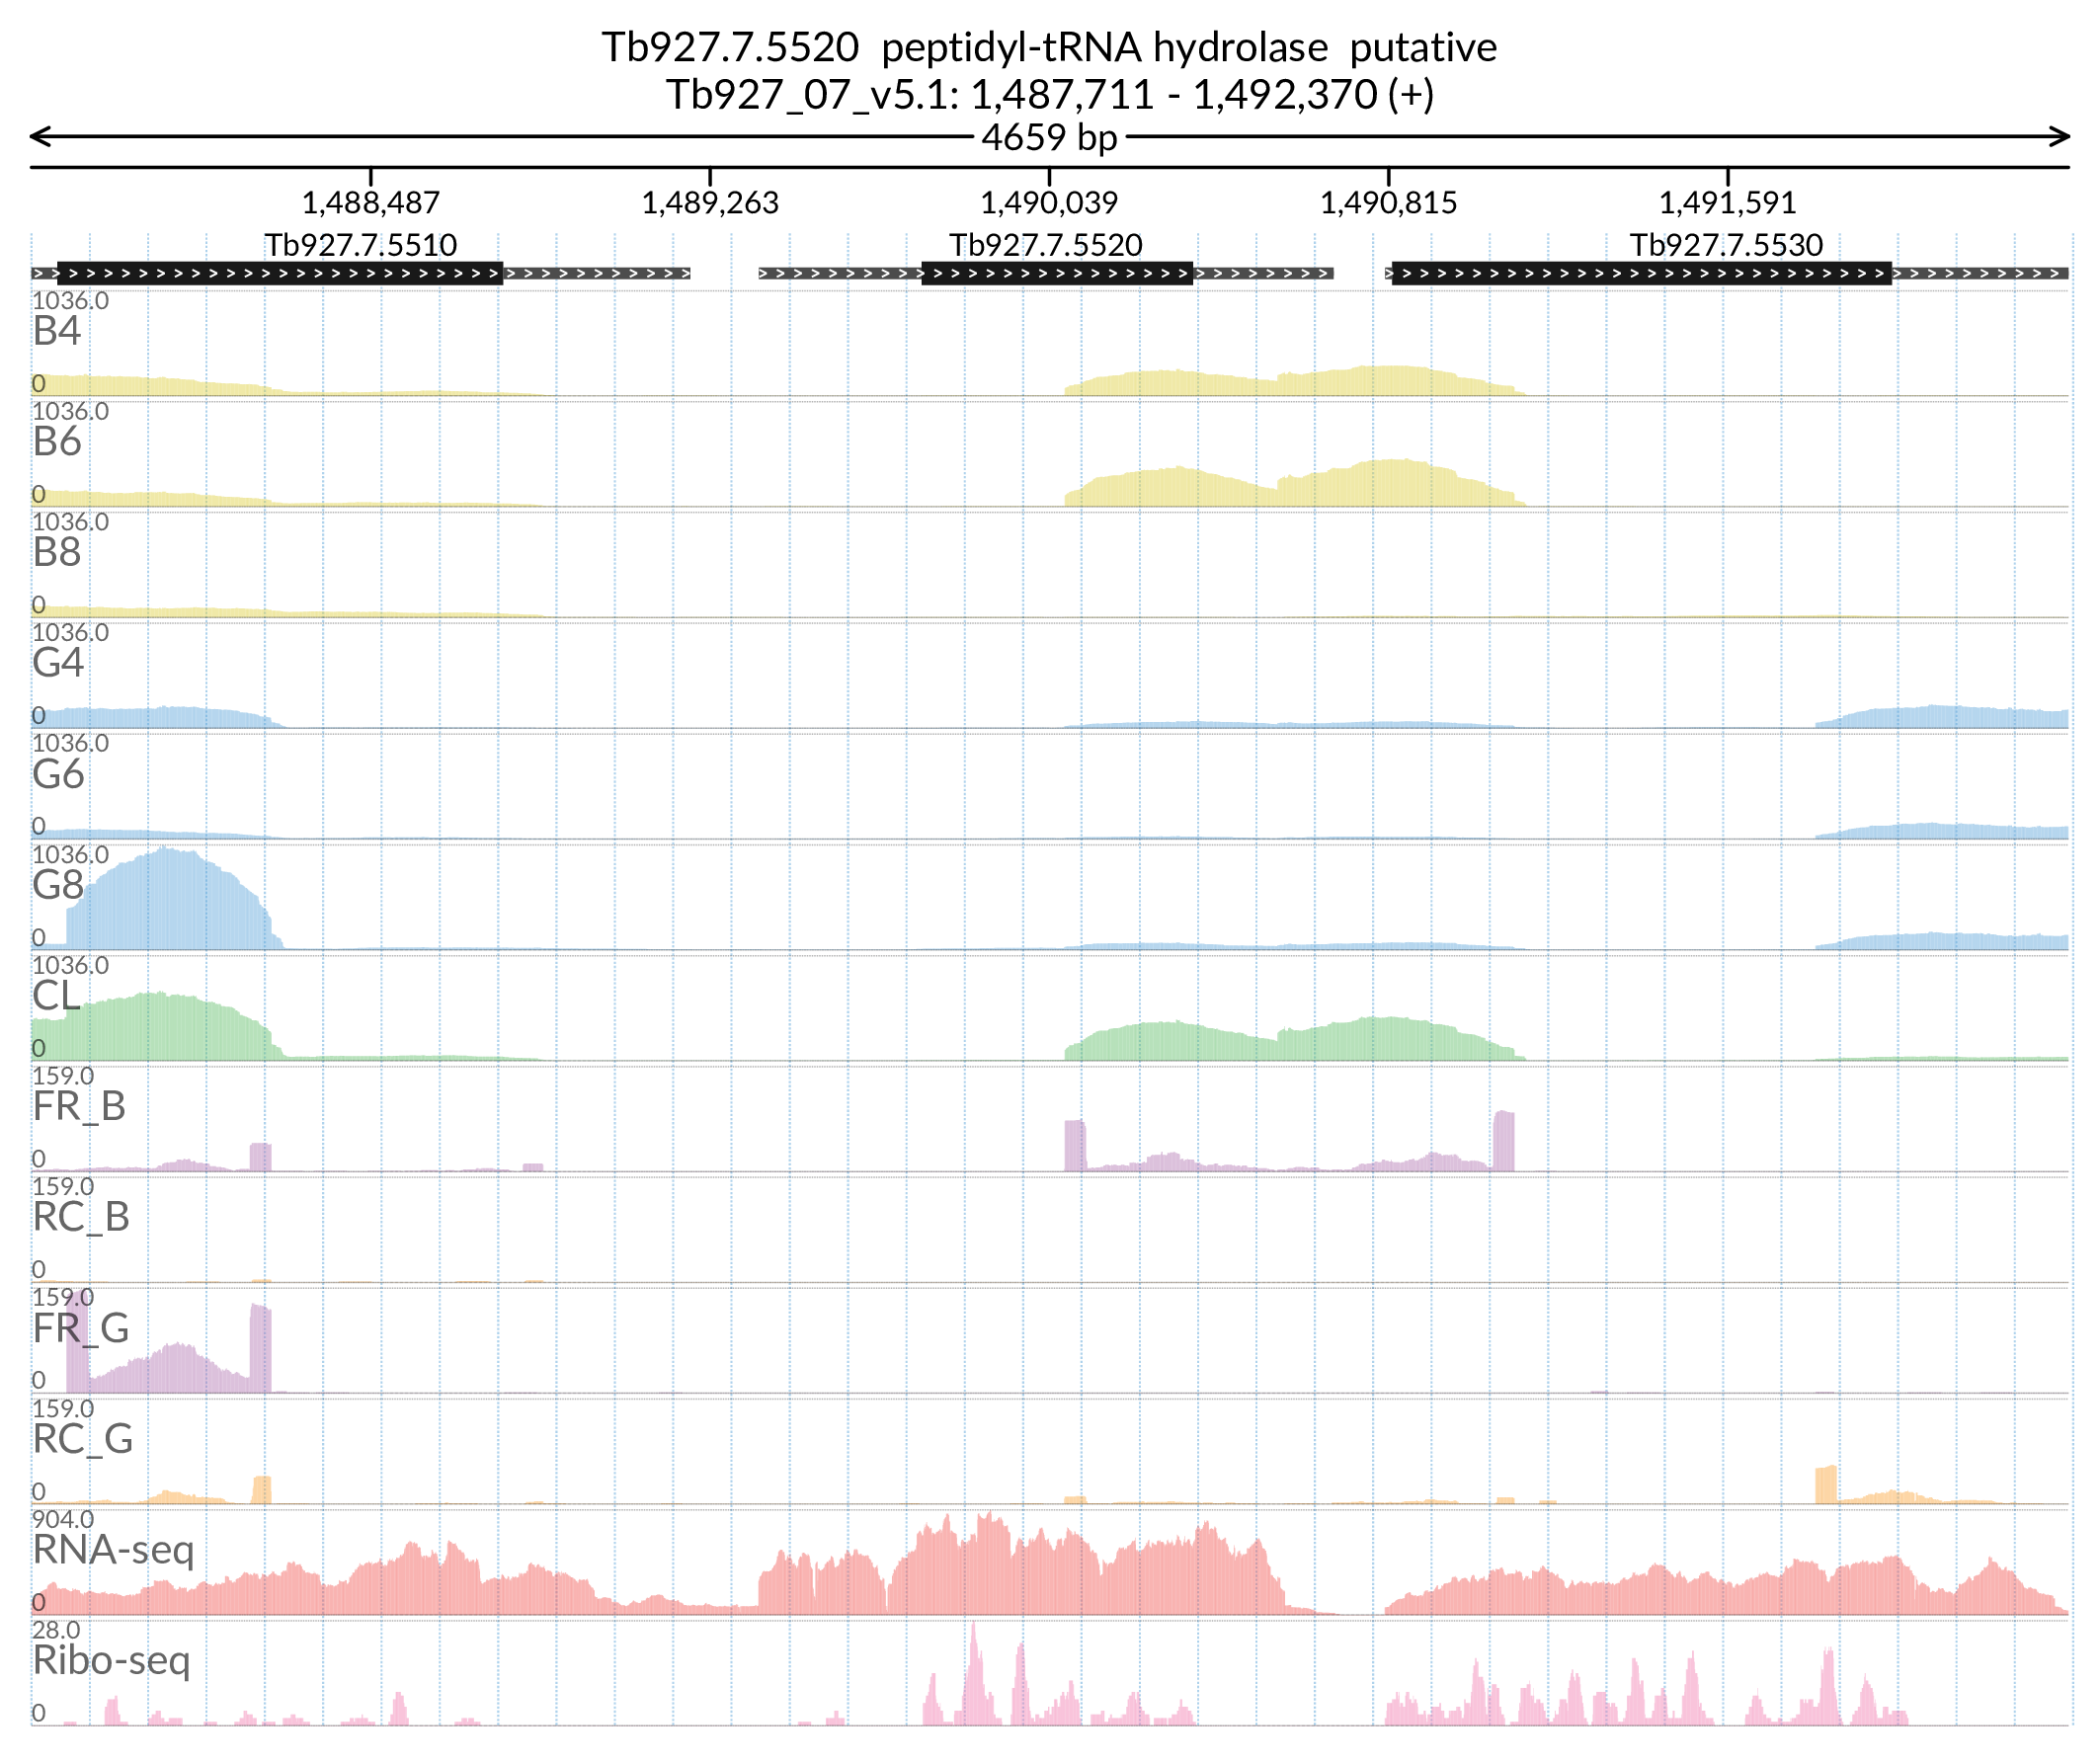 Tb927.7.5520 peptidyl-tRNA hydrolase putative
Tb927_07_v5.1: 1,487,711 - 1,492,370 (+)
4659 bp
1,488,487 1,489,263 1,490,039 1,490,815 1,491,591
Tb927.7.5510 Tb927.7.5520 Tb927.7.5530
1036.0
B4
0
1036.0
B6
0
1036.0
B8
0
1036.0
G4
0
1036.0
G6
0
1036.0
G8
0
1036.0
CL
0
159.0
FR_B
0
159.0
RC_B
0
159.0
FR_G
0
159.0
RC_G
0
904.0
RNA-seq
0
28.0
Ribo-seq
0